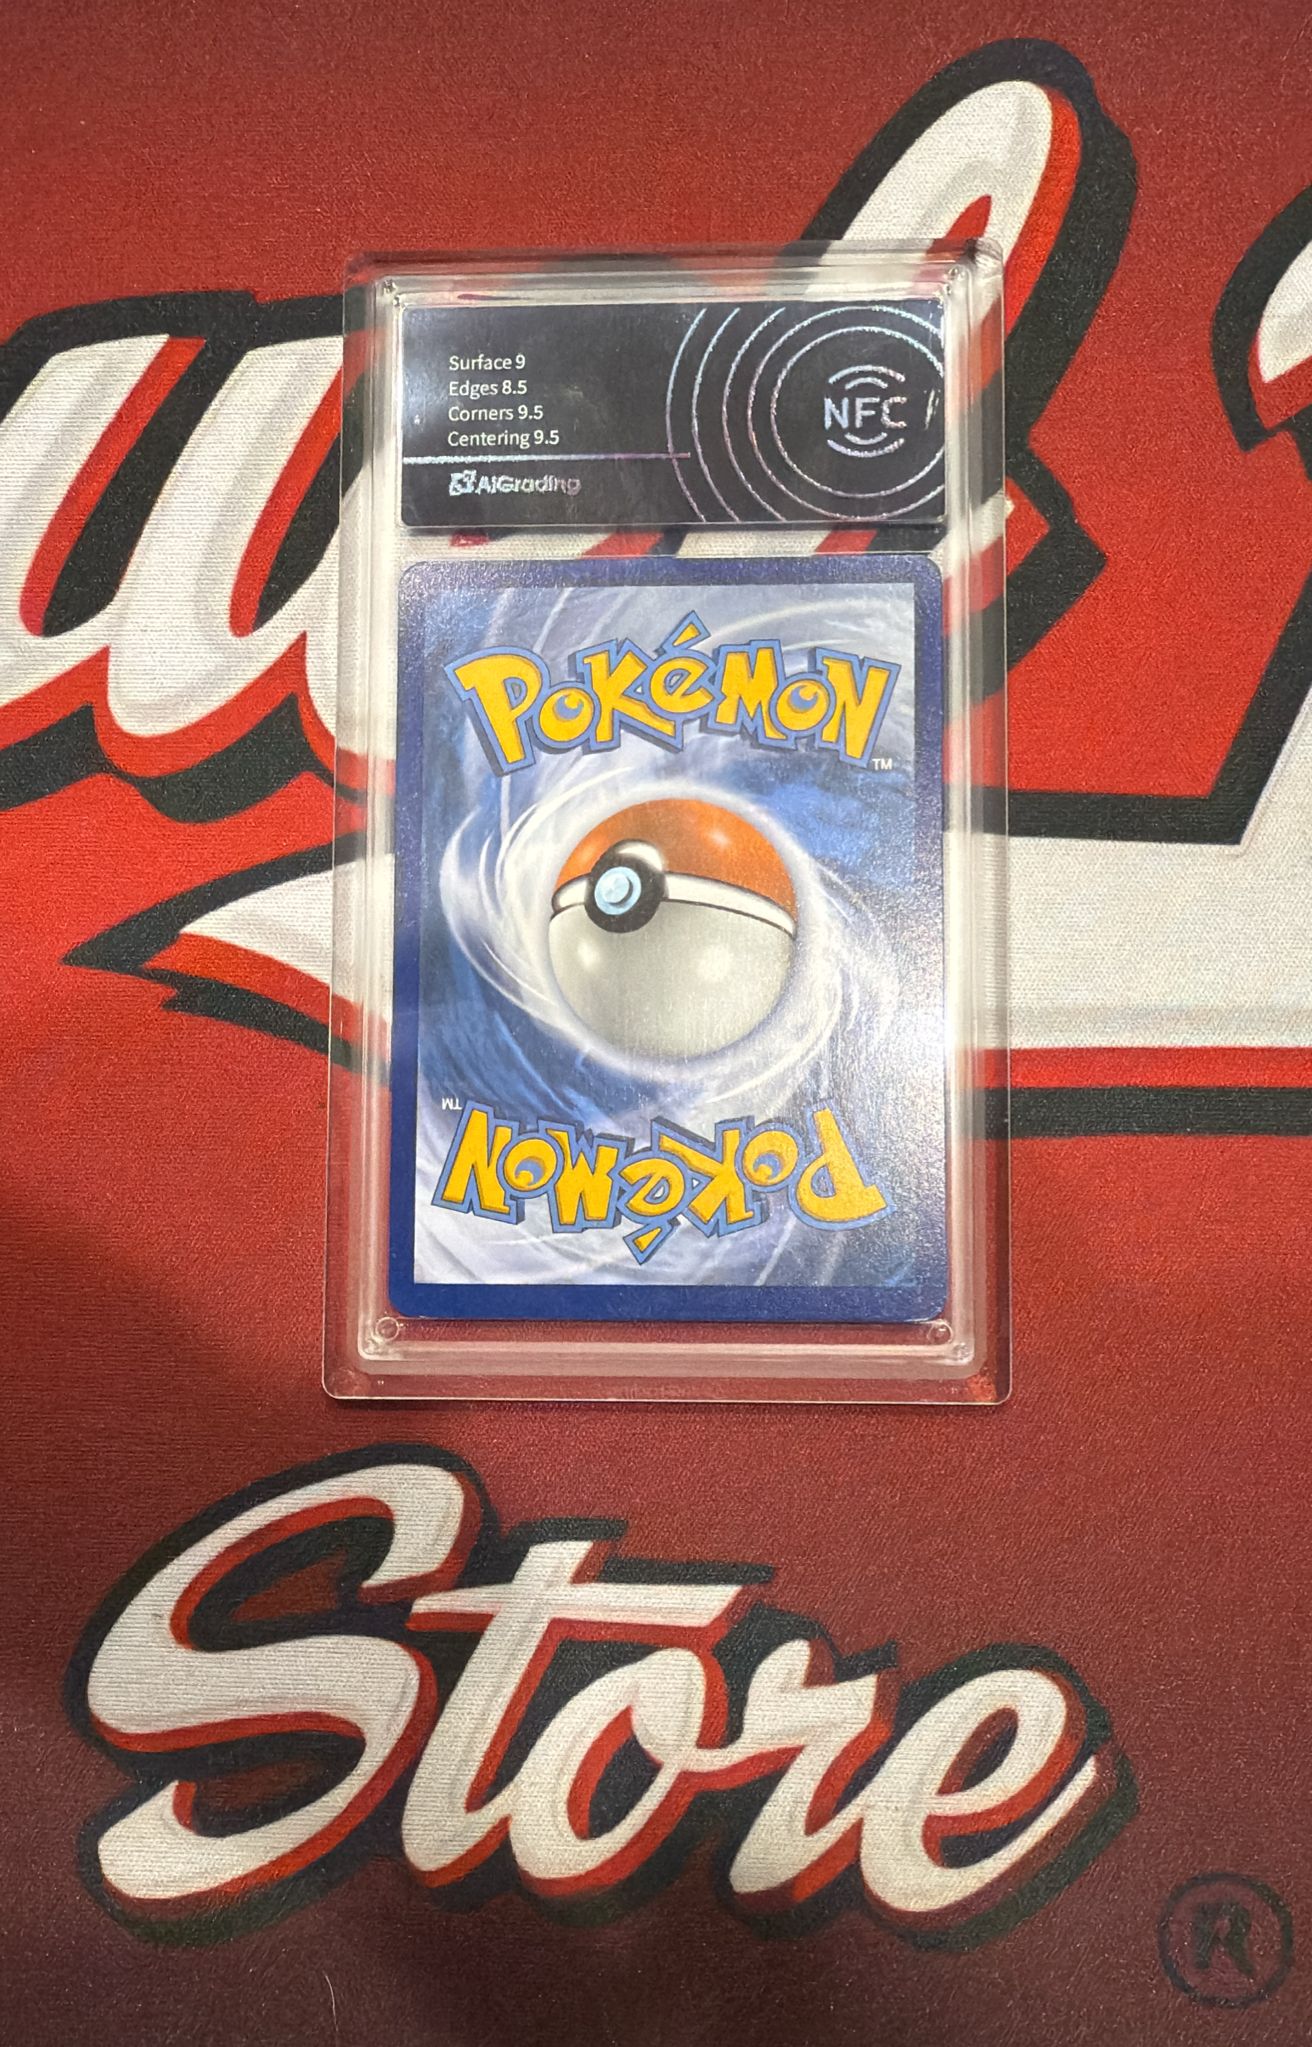 Surface 9
Edges 8.5
Corners 9.5
Centering 9.5
AIGrading
NFC
POKéMON
TM
POKéMON
TM
Store
R